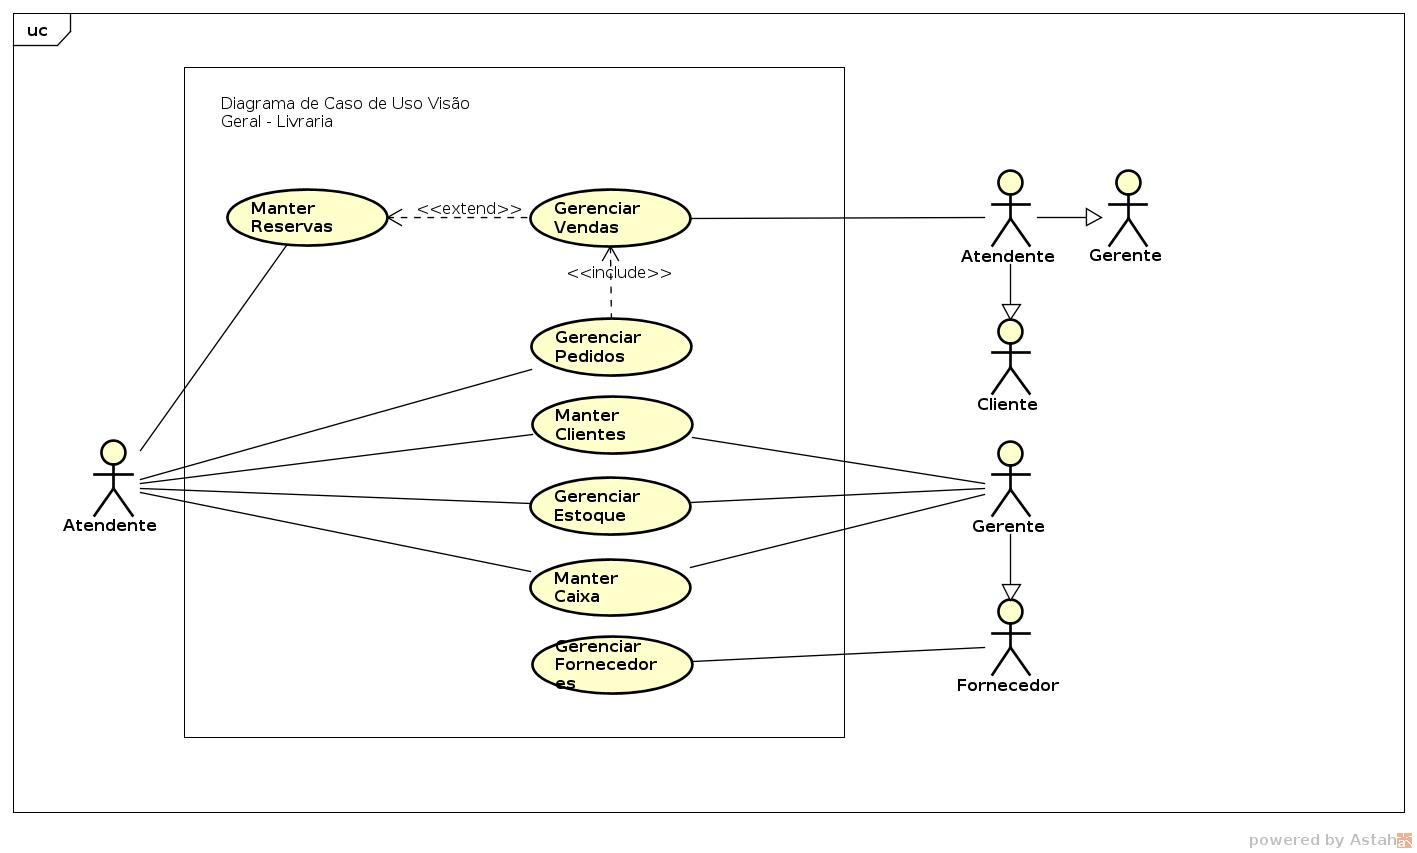 uc
Diagrama de Caso de Uso Visão
Geral - Livraria
Manter
Reservas
<<extend>>
Gerenciar
Vendas
<<include>>
Atendente
Gerente
Gerenciar
Pedidos
Cliente
Manter
Clientes
Atendente
Gerenciar
Estoque
Gerente
Manter
Caixa
Gerenciar
Fornecedor
es
Fornecedor
powered by Astah